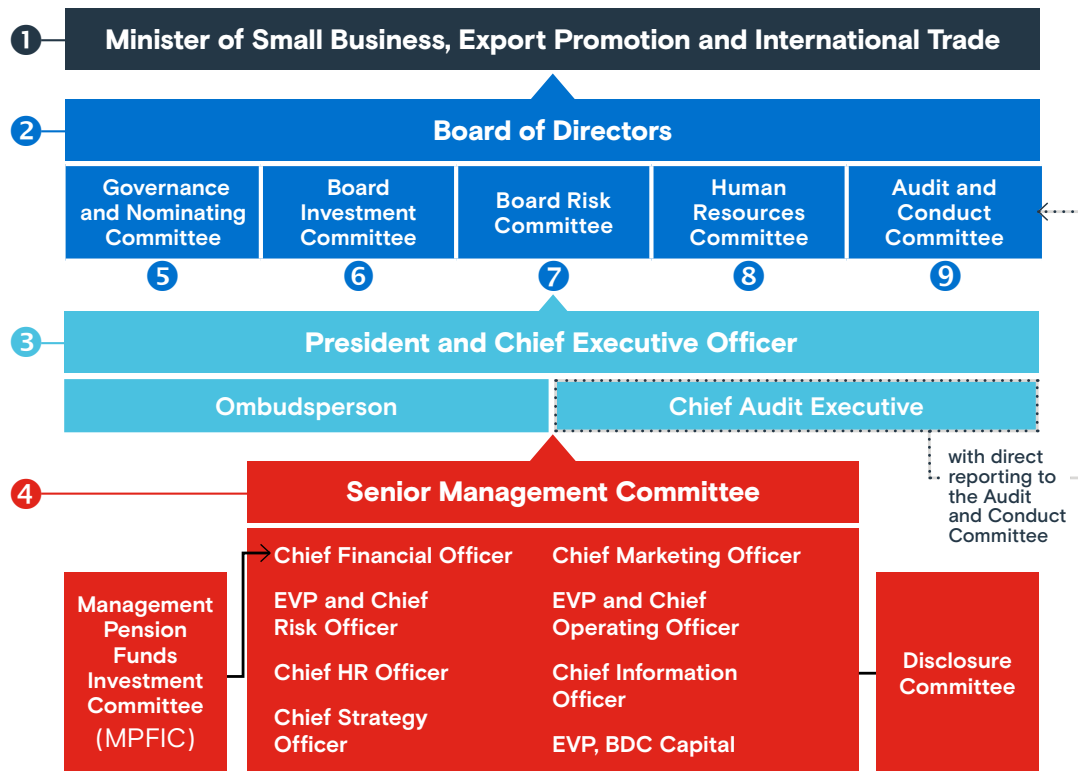 1
Minister of Small Business, Export Promotion and International Trade
2
Board of Directors
Governance
and Nominating
Committee
Board
Investment
Committee
Board Risk
Committee
Human
Resources
Committee
Audit and
Conduct
Committee
5
6
7
8
9
3
President and Chief Executive Officer
Ombudsperson
Chief Audit Executive
with direct
reporting to
the Audit
and Conduct
Committee
4
Senior Management Committee
Chief Financial Officer
EVP and Chief
Risk Officer
Chief HR Officer
Chief Strategy
Officer
Chief Marketing Officer
EVP and Chief
Operating Officer
Chief Information
Officer
EVP, BDC Capital
Management
Pension
Funds
Investment
Committee
(MPFIC)
Disclosure
Committee